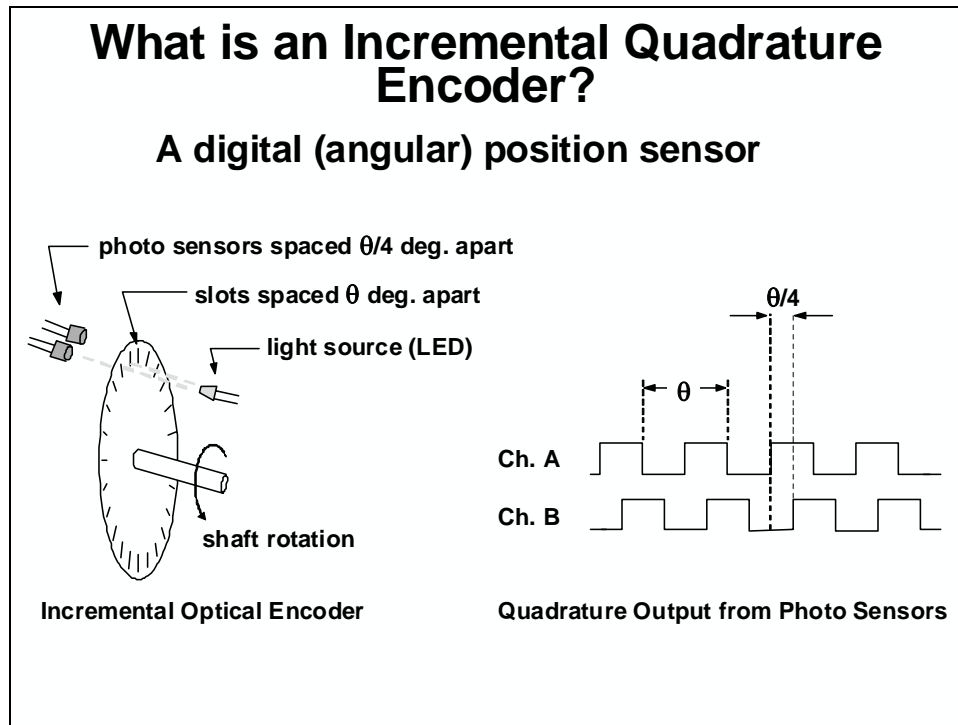 What is an Incremental Quadrature
Encoder?
A digital (angular) position sensor
photo sensors spaced θ/4 deg. apart
slots spaced θ deg. apart
light source (LED)
shaft rotation
Incremental Optical Encoder
θ/4
θ
Ch. A
Ch. B
Quadrature Output from Photo Sensors